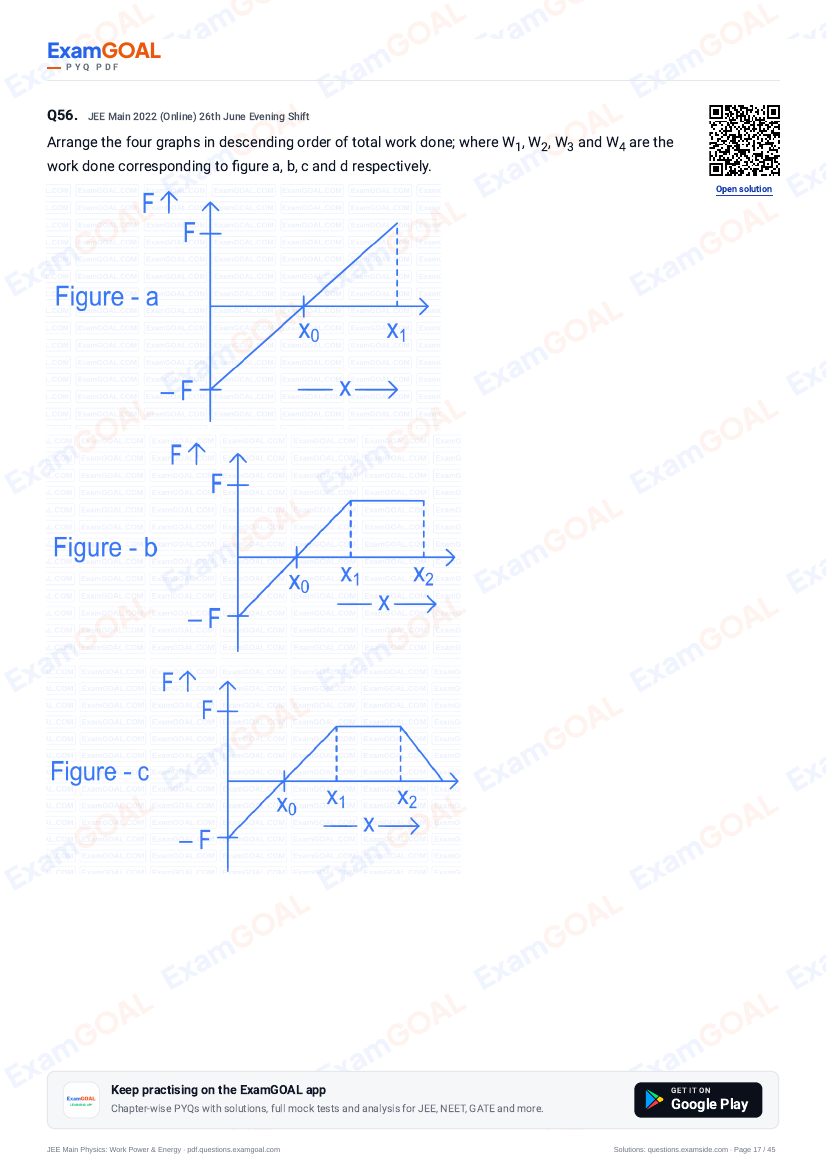 ExamGOAL
PYQ PDF
Q56. JEE Main 2022 (Online) 26th June Evening Shift
Arrange the four graphs in descending order of total work done; where W1, W2, W3 and W4 are the
work done corresponding to figure a, b, c and d respectively.
Open solution
F ↑
F
Figure - a
x0 x1
– F
x
F ↑
F
Figure - b
x0 x1 x2
x
– F
F ↑
F
Figure - c
x0 x1 x2
x
– F
Keep practising on the ExamGOAL app
Chapter-wise PYQs with solutions, full mock tests and analysis for JEE, NEET, GATE and more.
GET IT ON
Google Play
JEE Main Physics: Work Power & Energy · pdf.questions.examgoal.com
Solutions: questions.examside.com · Page 17 / 45